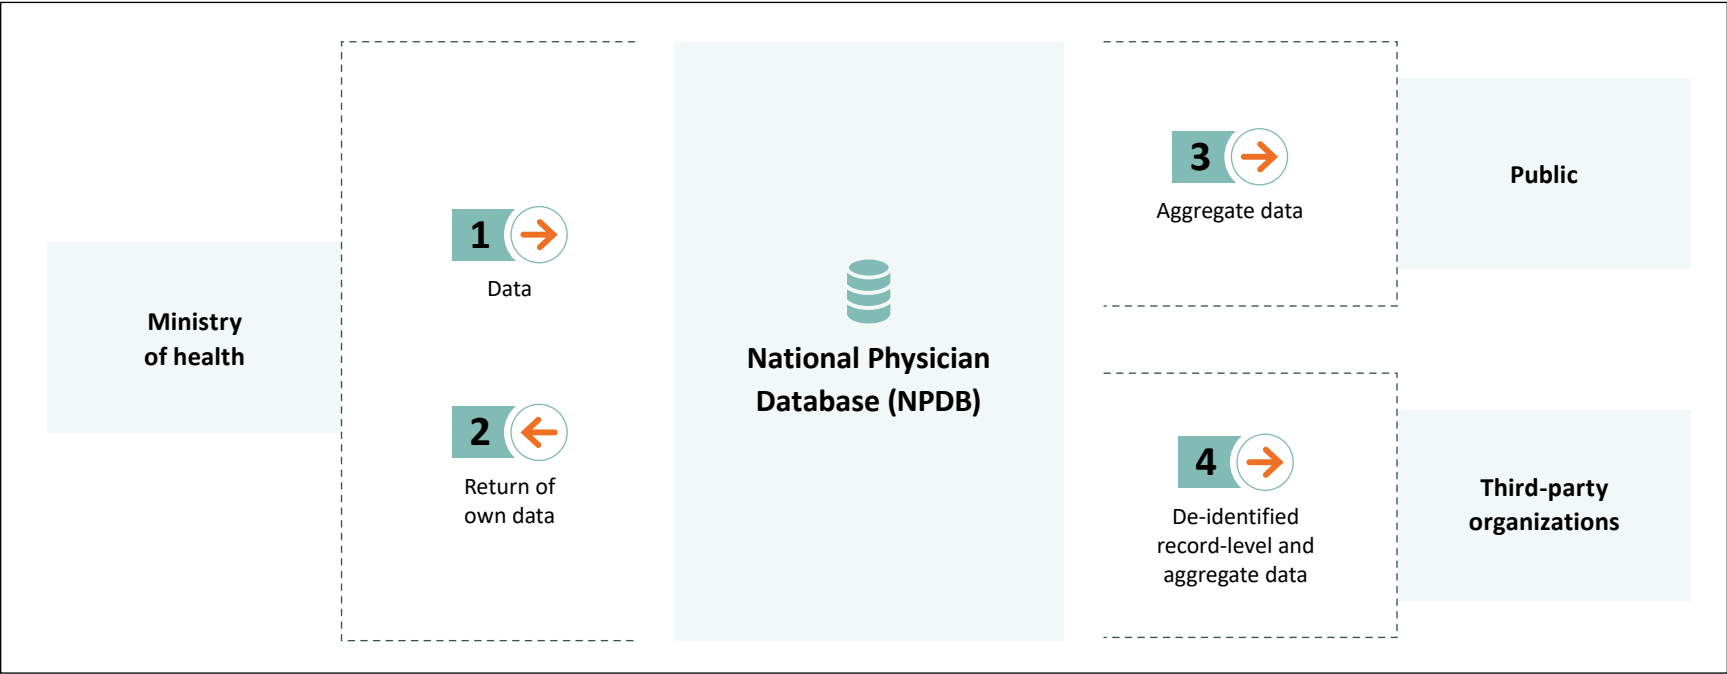 Ministry
of health
1
Data
2
Return of
own data
National Physician
Database (NPDB)
3
Aggregate data
Public
4
De-identified
record-level and
aggregate data
Third-party
organizations